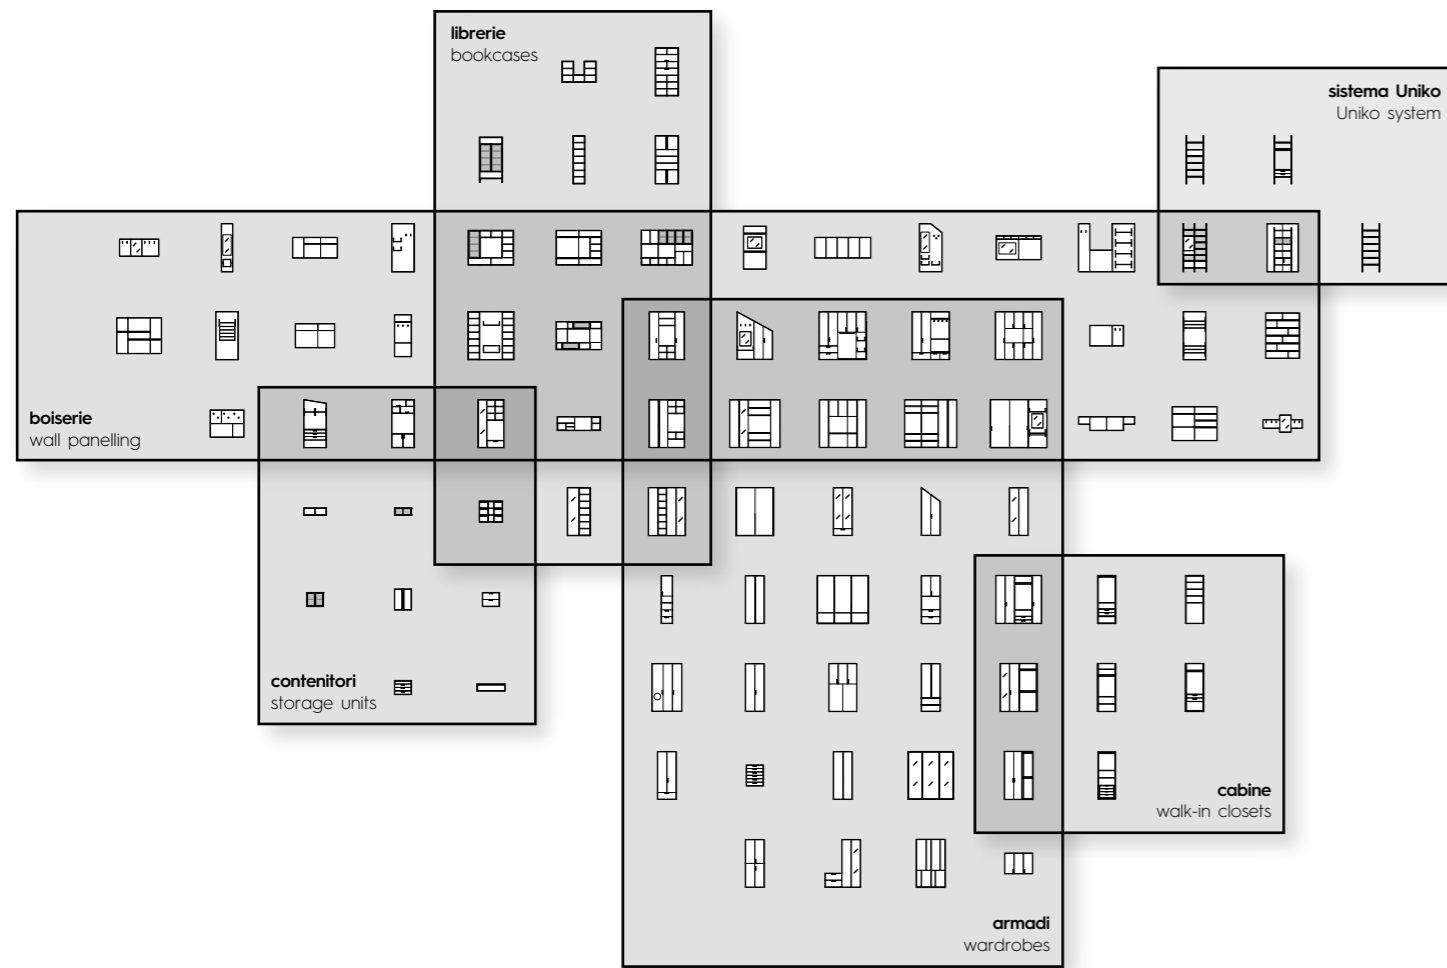 librerie
bookcases
sistema Uniko
Uniko system
boiserie
wall panelling
contenitori
storage units
cabine
walk-in closets
armadi
wardrobes